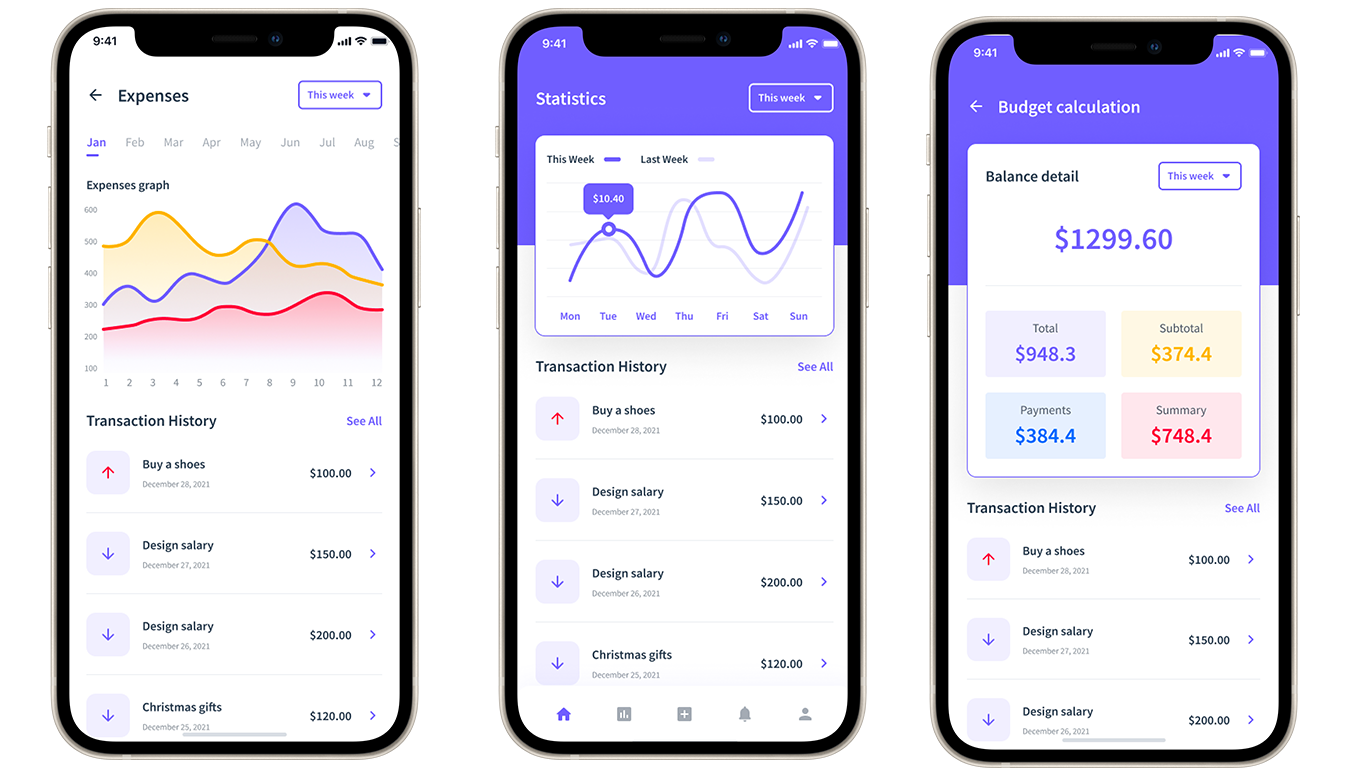 9:41
Expenses
This week
Jan Feb Mar Apr May Jun Jul Aug S
Expenses graph
600
500
400
300
200
100
1 2 3 4 5 6 7 8 9 10 11 12
Transaction History See All
Buy a shoes
December 28, 2021
$100.00
Design salary
December 27, 2021
$150.00
Design salary
December 26, 2021
$200.00
Christmas gifts
December 25, 2021
$120.00
9:41
Statistics
This week
This Week Last Week
$10.40
Mon Tue Wed Thu Fri Sat Sun
Transaction History See All
Buy a shoes
December 28, 2021
$100.00
Design salary
December 27, 2021
$150.00
Design salary
December 26, 2021
$200.00
Christmas gifts
December 25, 2021
$120.00
9:41
Budget calculation
Balance detail
This week
$1299.60
Total
$948.3
Subtotal
$374.4
Payments
$384.4
Summary
$748.4
Transaction History See All
Buy a shoes
December 28, 2021
$100.00
Design salary
December 27, 2021
$150.00
Design salary
December 26, 2021
$200.00